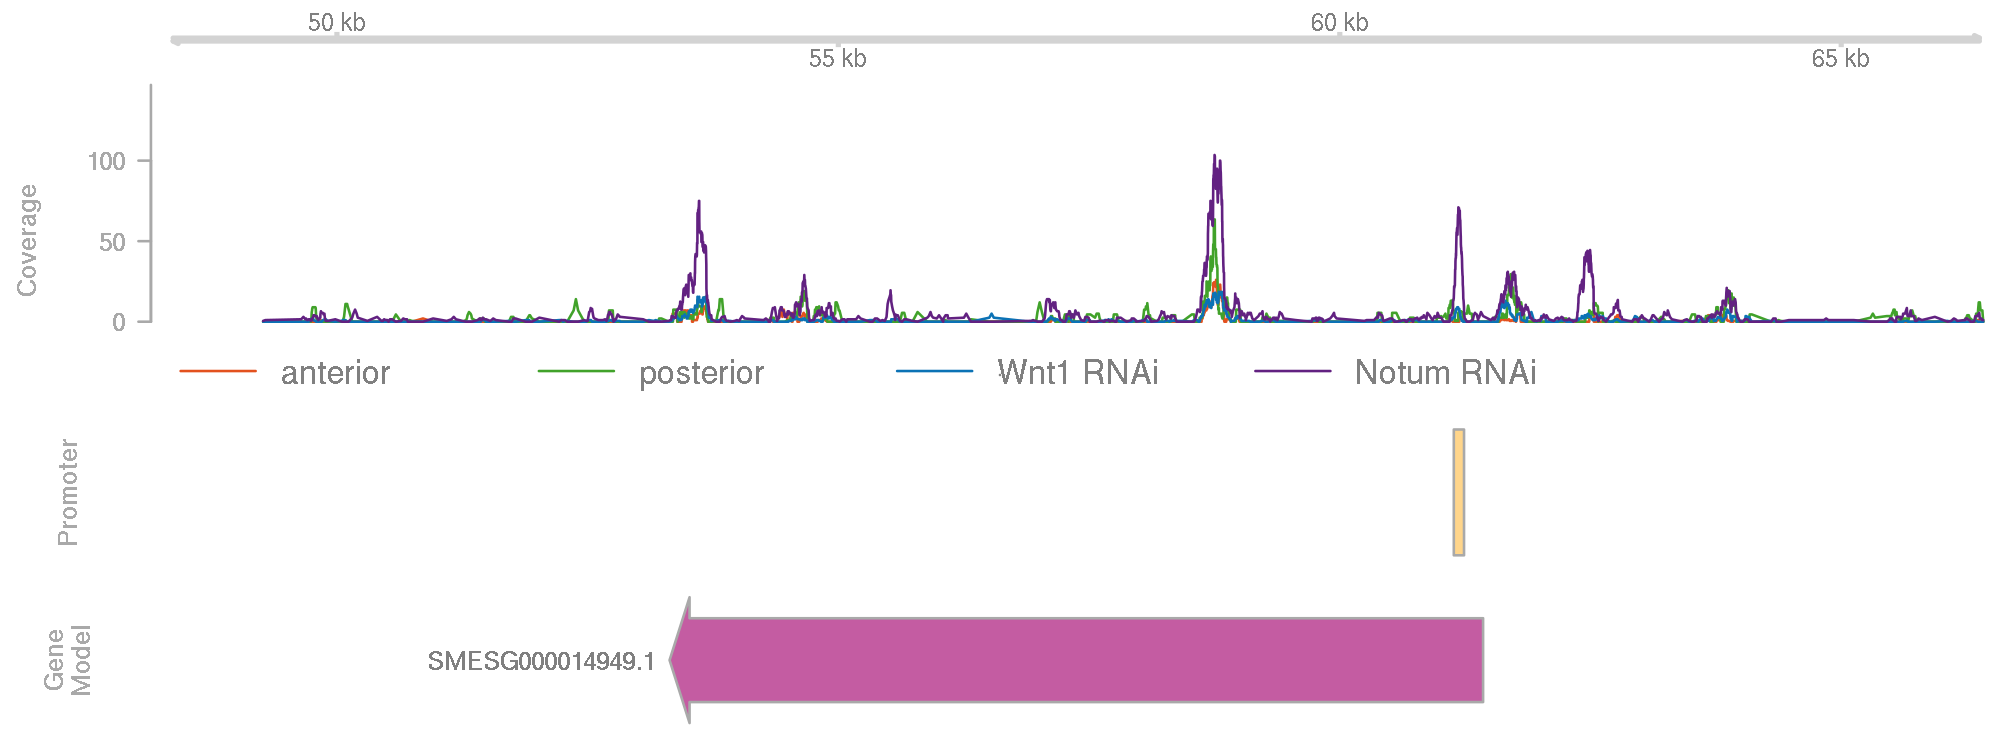 50 kb
60 kb
55 kb
65 kb
Coverage
100
50
0
anterior
posterior
Wnt1 RNAi
Notum RNAi
Promoter
Gene
Model
SMESG000014949.1